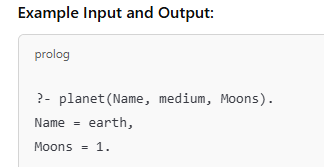 Example Input and Output:
prolog
?- planet(Name, medium, Moons).
Name = earth,
Moons = 1.